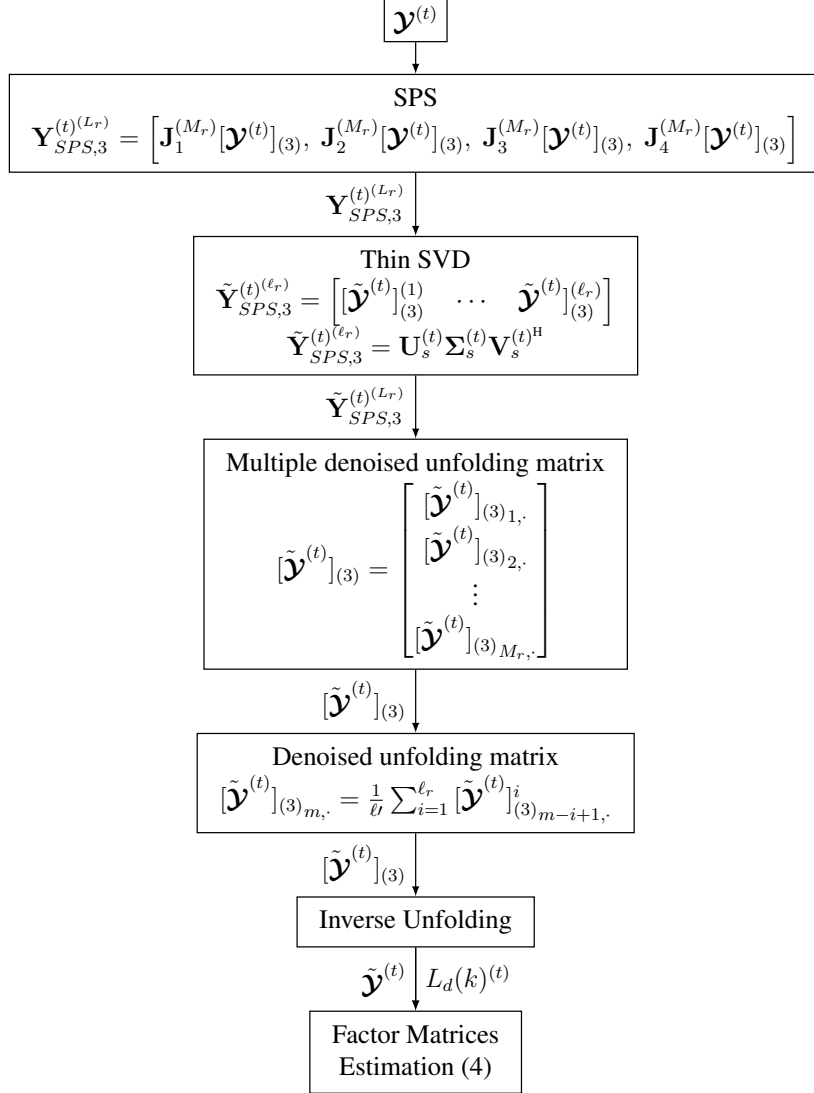 𝓨^{(t)}
SPS
Y_{SPS,3}^{(t)^{(L_r)}} = [J_1^{(M_r)}[𝓨^{(t)}]_{(3)}, J_2^{(M_r)}[𝓨^{(t)}]_{(3)}, J_3^{(M_r)}[𝓨^{(t)}]_{(3)}, J_4^{(M_r)}[𝓨^{(t)}]_{(3)}]
Y_{SPS,3}^{(t)^{(L_r)}}
Thin SVD
Ỹ_{SPS,3}^{(t)^{(ℓ_r)}} = [[𝓨̃^{(t)}]_{(3)}^{(1)} ⋯ 𝓨̃^{(t)}]_{(3)}^{(ℓ_r)}]
Ỹ_{SPS,3}^{(t)^{(ℓ_r)}} = U_s^{(t)} Σ_s^{(t)} V_s^{(t)^H}
Ỹ_{SPS,3}^{(t)^{(L_r)}}
Multiple denoised unfolding matrix
[𝓨̃^{(t)}]_{(3)} =
[𝓨̃^{(t)}]_{(3)_{1,·}}
[𝓨̃^{(t)}]_{(3)_{2,·}}
⋮
[𝓨̃^{(t)}]_{(3)_{M_r,·}}
[𝓨̃^{(t)}]_{(3)}
Denoised unfolding matrix
[𝓨̃^{(t)}]_{(3)_{m,·}} = \frac{1}{ℓ′} ∑_{i=1}^{ℓ_r} [𝓨̃^{(t)}]^{i}_{(3)_{m−i+1,·}}
[𝓨̃^{(t)}]_{(3)}
Inverse Unfolding
𝓨̃^{(t)} L_d(k)^{(t)}
Factor Matrices
Estimation (4)